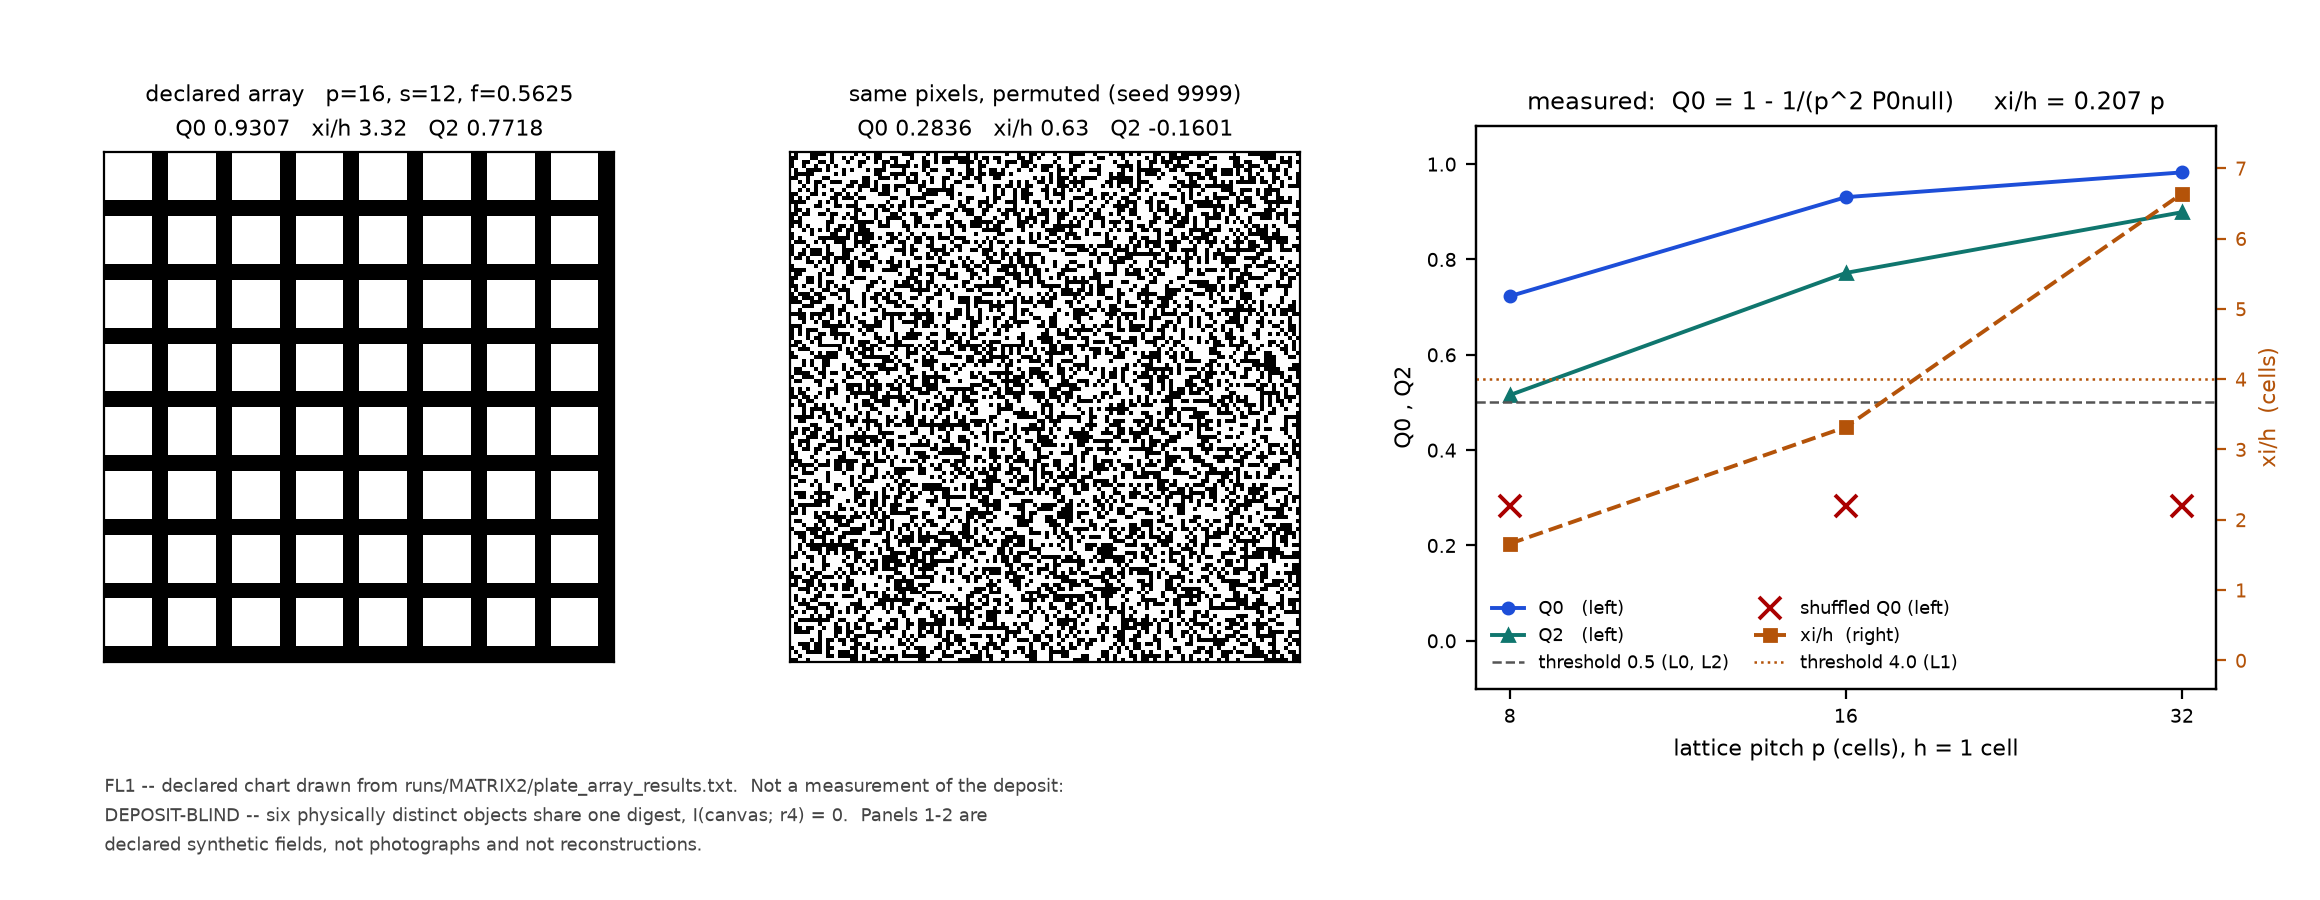 declared array   p=16, s=12, f=0.5625
Q0 0.9307   xi/h 3.32   Q2 0.7718
same pixels, permuted (seed 9999)
Q0 0.2836   xi/h 0.63   Q2 -0.1601
measured:  Q0 = 1 - 1/(p^2 P0null)     xi/h = 0.207 p
1.0
0.8
0.6
0.4
0.2
0.0
Q0 , Q2
7
6
5
4
3
2
1
0
xi/h  (cells)
Q0   (left)
Q2   (left)
threshold 0.5 (L0, L2)
shuffled Q0 (left)
xi/h  (right)
threshold 4.0 (L1)
8
16
32
lattice pitch p (cells), h = 1 cell
FL1 -- declared chart drawn from runs/MATRIX2/plate_array_results.txt.  Not a measurement of the deposit:
DEPOSIT-BLIND -- six physically distinct objects share one digest, I(canvas; r4) = 0.  Panels 1-2 are
declared synthetic fields, not photographs and not reconstructions.